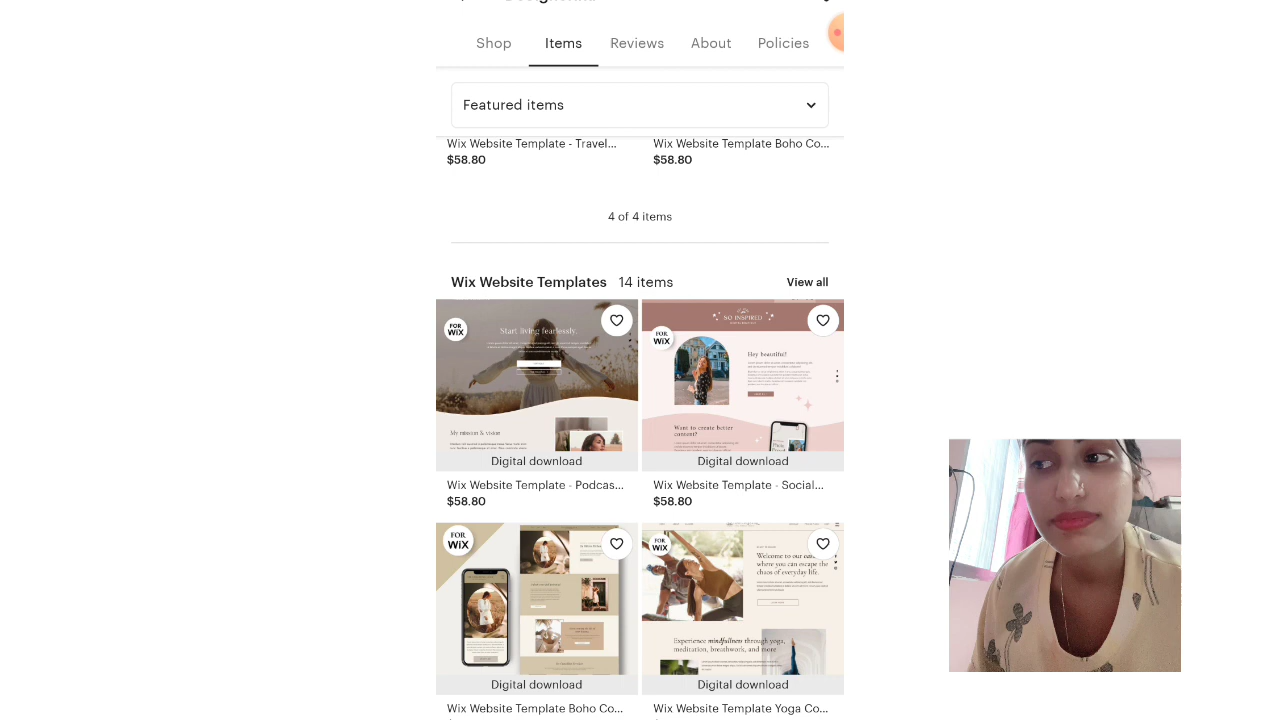 Shop Items Reviews About Policies
Featured items
Wix Website Template - Travel...
$58.80
Wix Website Template Boho Co...
$58.80
4 of 4 items
Wix Website Templates 14 items View all
FOR
WiX
Start living fearlessly.
My mission & vision
Digital download
Wix Website Template - Podcas...
$58.80
FOR
WiX
SO INSPIRED
Hey beautiful!
Want to create better
content?
Digital download
Wix Website Template - Social...
$58.80
FOR
WiX
Digital download
Wix Website Template Boho Co...
FOR
WiX
Welcome to our
where you can escape the
chaos of everyday life.
Experience mindfullness through yoga,
meditation, breathwork, and more
Digital download
Wix Website Template Yoga Co...